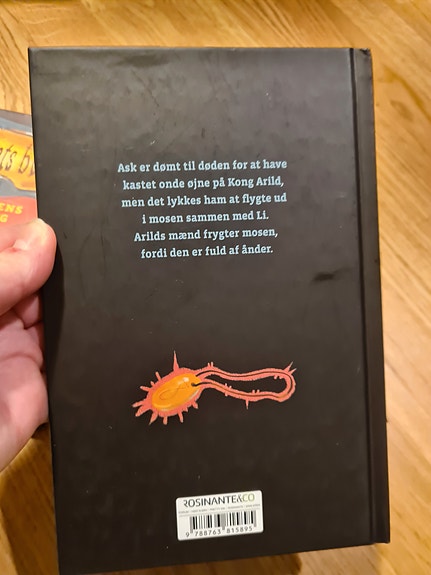 Ask er dømt til døden for at have
kastet onde øjne på Kong Arild,
men det lykkes ham at flygte ud
i mosen sammen med Li.
Arilds mænd frygter mosen,
fordi den er fuld af ånder.
ROSINANTE&CO
9 788763 815895